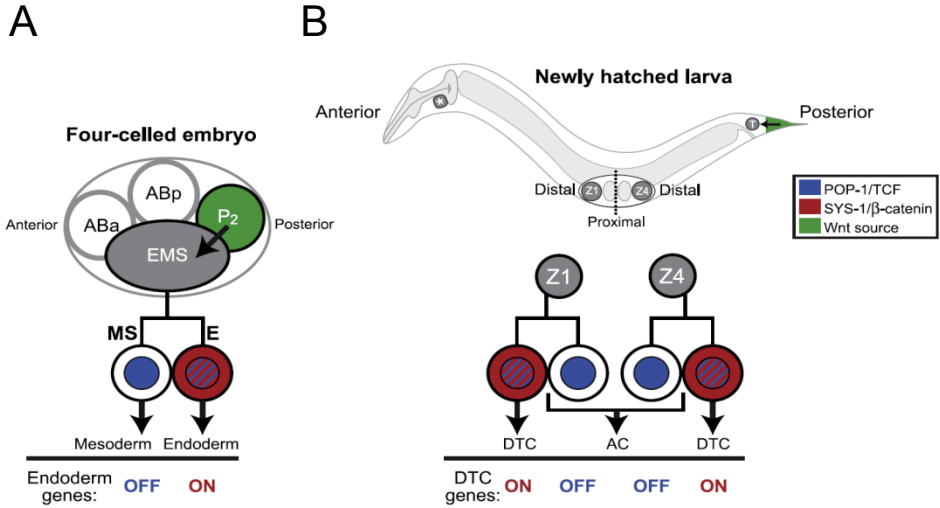 A
B
Newly hatched larva
Anterior
Posterior
*
T
Four-celled embryo
Distal
Z1
Z4
Distal
Proximal
POP-1/TCF
SYS-1/β-catenin
Wnt source
ABp
ABa
P2
Anterior
Posterior
EMS
Z1
Z4
MS
E
Mesoderm
Endoderm
DTC
AC
DTC
Endoderm
genes:
OFF
ON
DTC
genes:
ON
OFF
OFF
ON